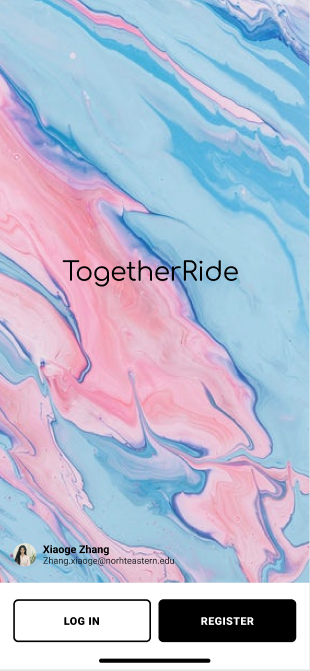 TogetherRide
Xiaoge Zhang
Zhang.xiaoge@norhteastern.edu
LOG IN
REGISTER